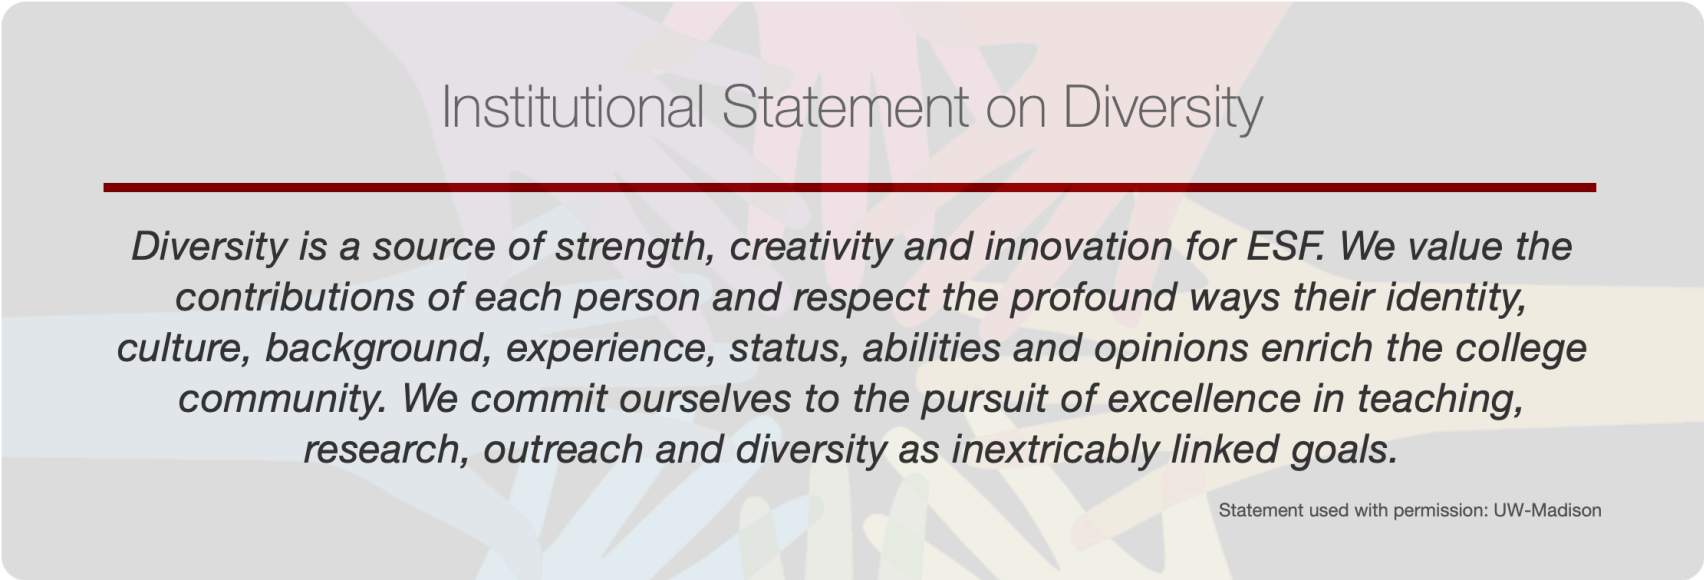 Institutional Statement on Diversity
Diversity is a source of strength, creativity and innovation for ESF. We value the
contributions of each person and respect the profound ways their identity,
culture, background, experience, status, abilities and opinions enrich the college
community. We commit ourselves to the pursuit of excellence in teaching,
research, outreach and diversity as inextricably linked goals.
Statement used with permission: UW-Madison